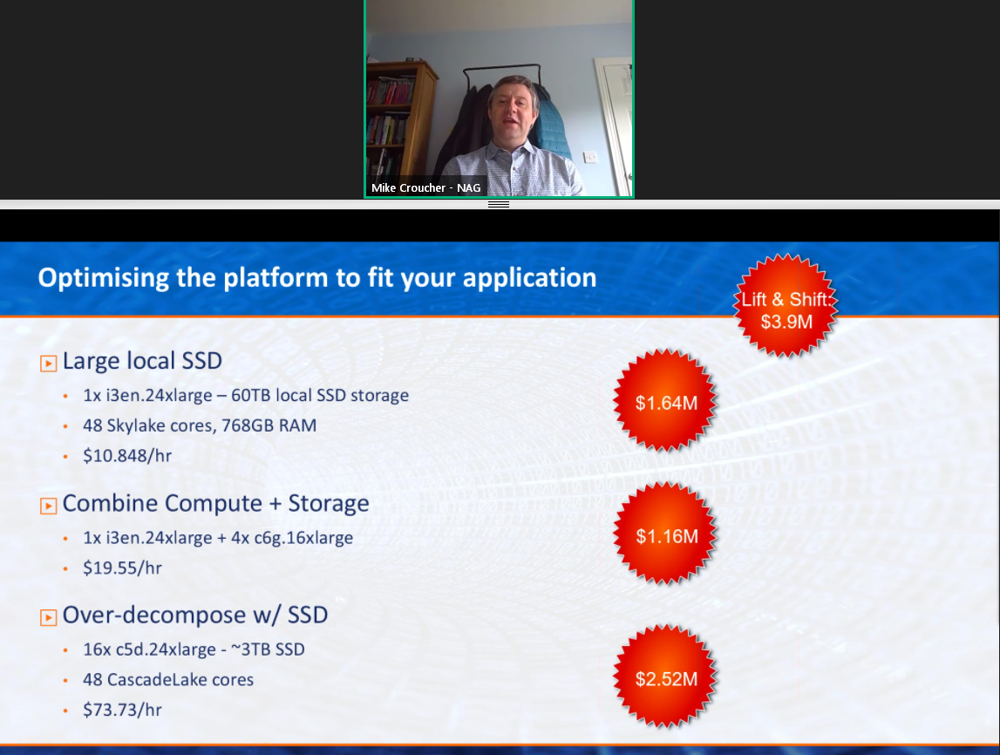 Mike Croucher - NAG
Optimising the platform to fit your application
Lift & Shift:
$3.9M
Large local SSD
1x i3en.24xlarge – 60TB local SSD storage
48 Skylake cores, 768GB RAM
$10.848/hr
$1.64M
Combine Compute + Storage
1x i3en.24xlarge + 4x c6g.16xlarge
$19.55/hr
$1.16M
Over-decompose w/ SSD
16x c5d.24xlarge - ~3TB SSD
48 CascadeLake cores
$73.73/hr
$2.52M